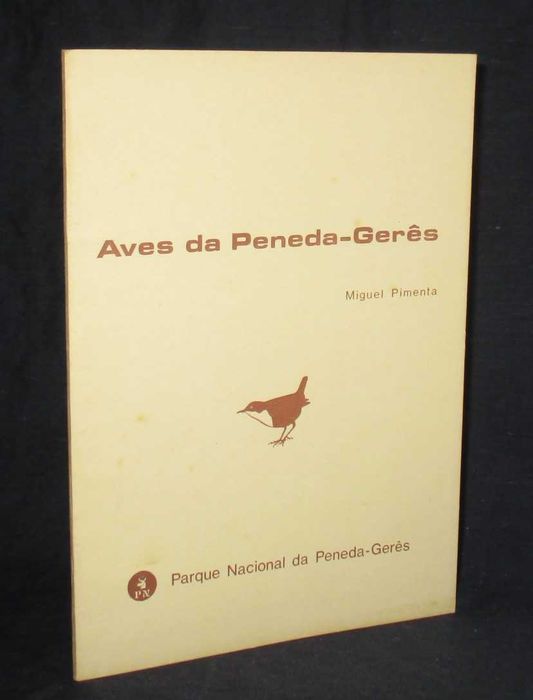 Aves da Peneda-Gerês
Miguel Pimenta
PN
Parque Nacional da Peneda-Gerês